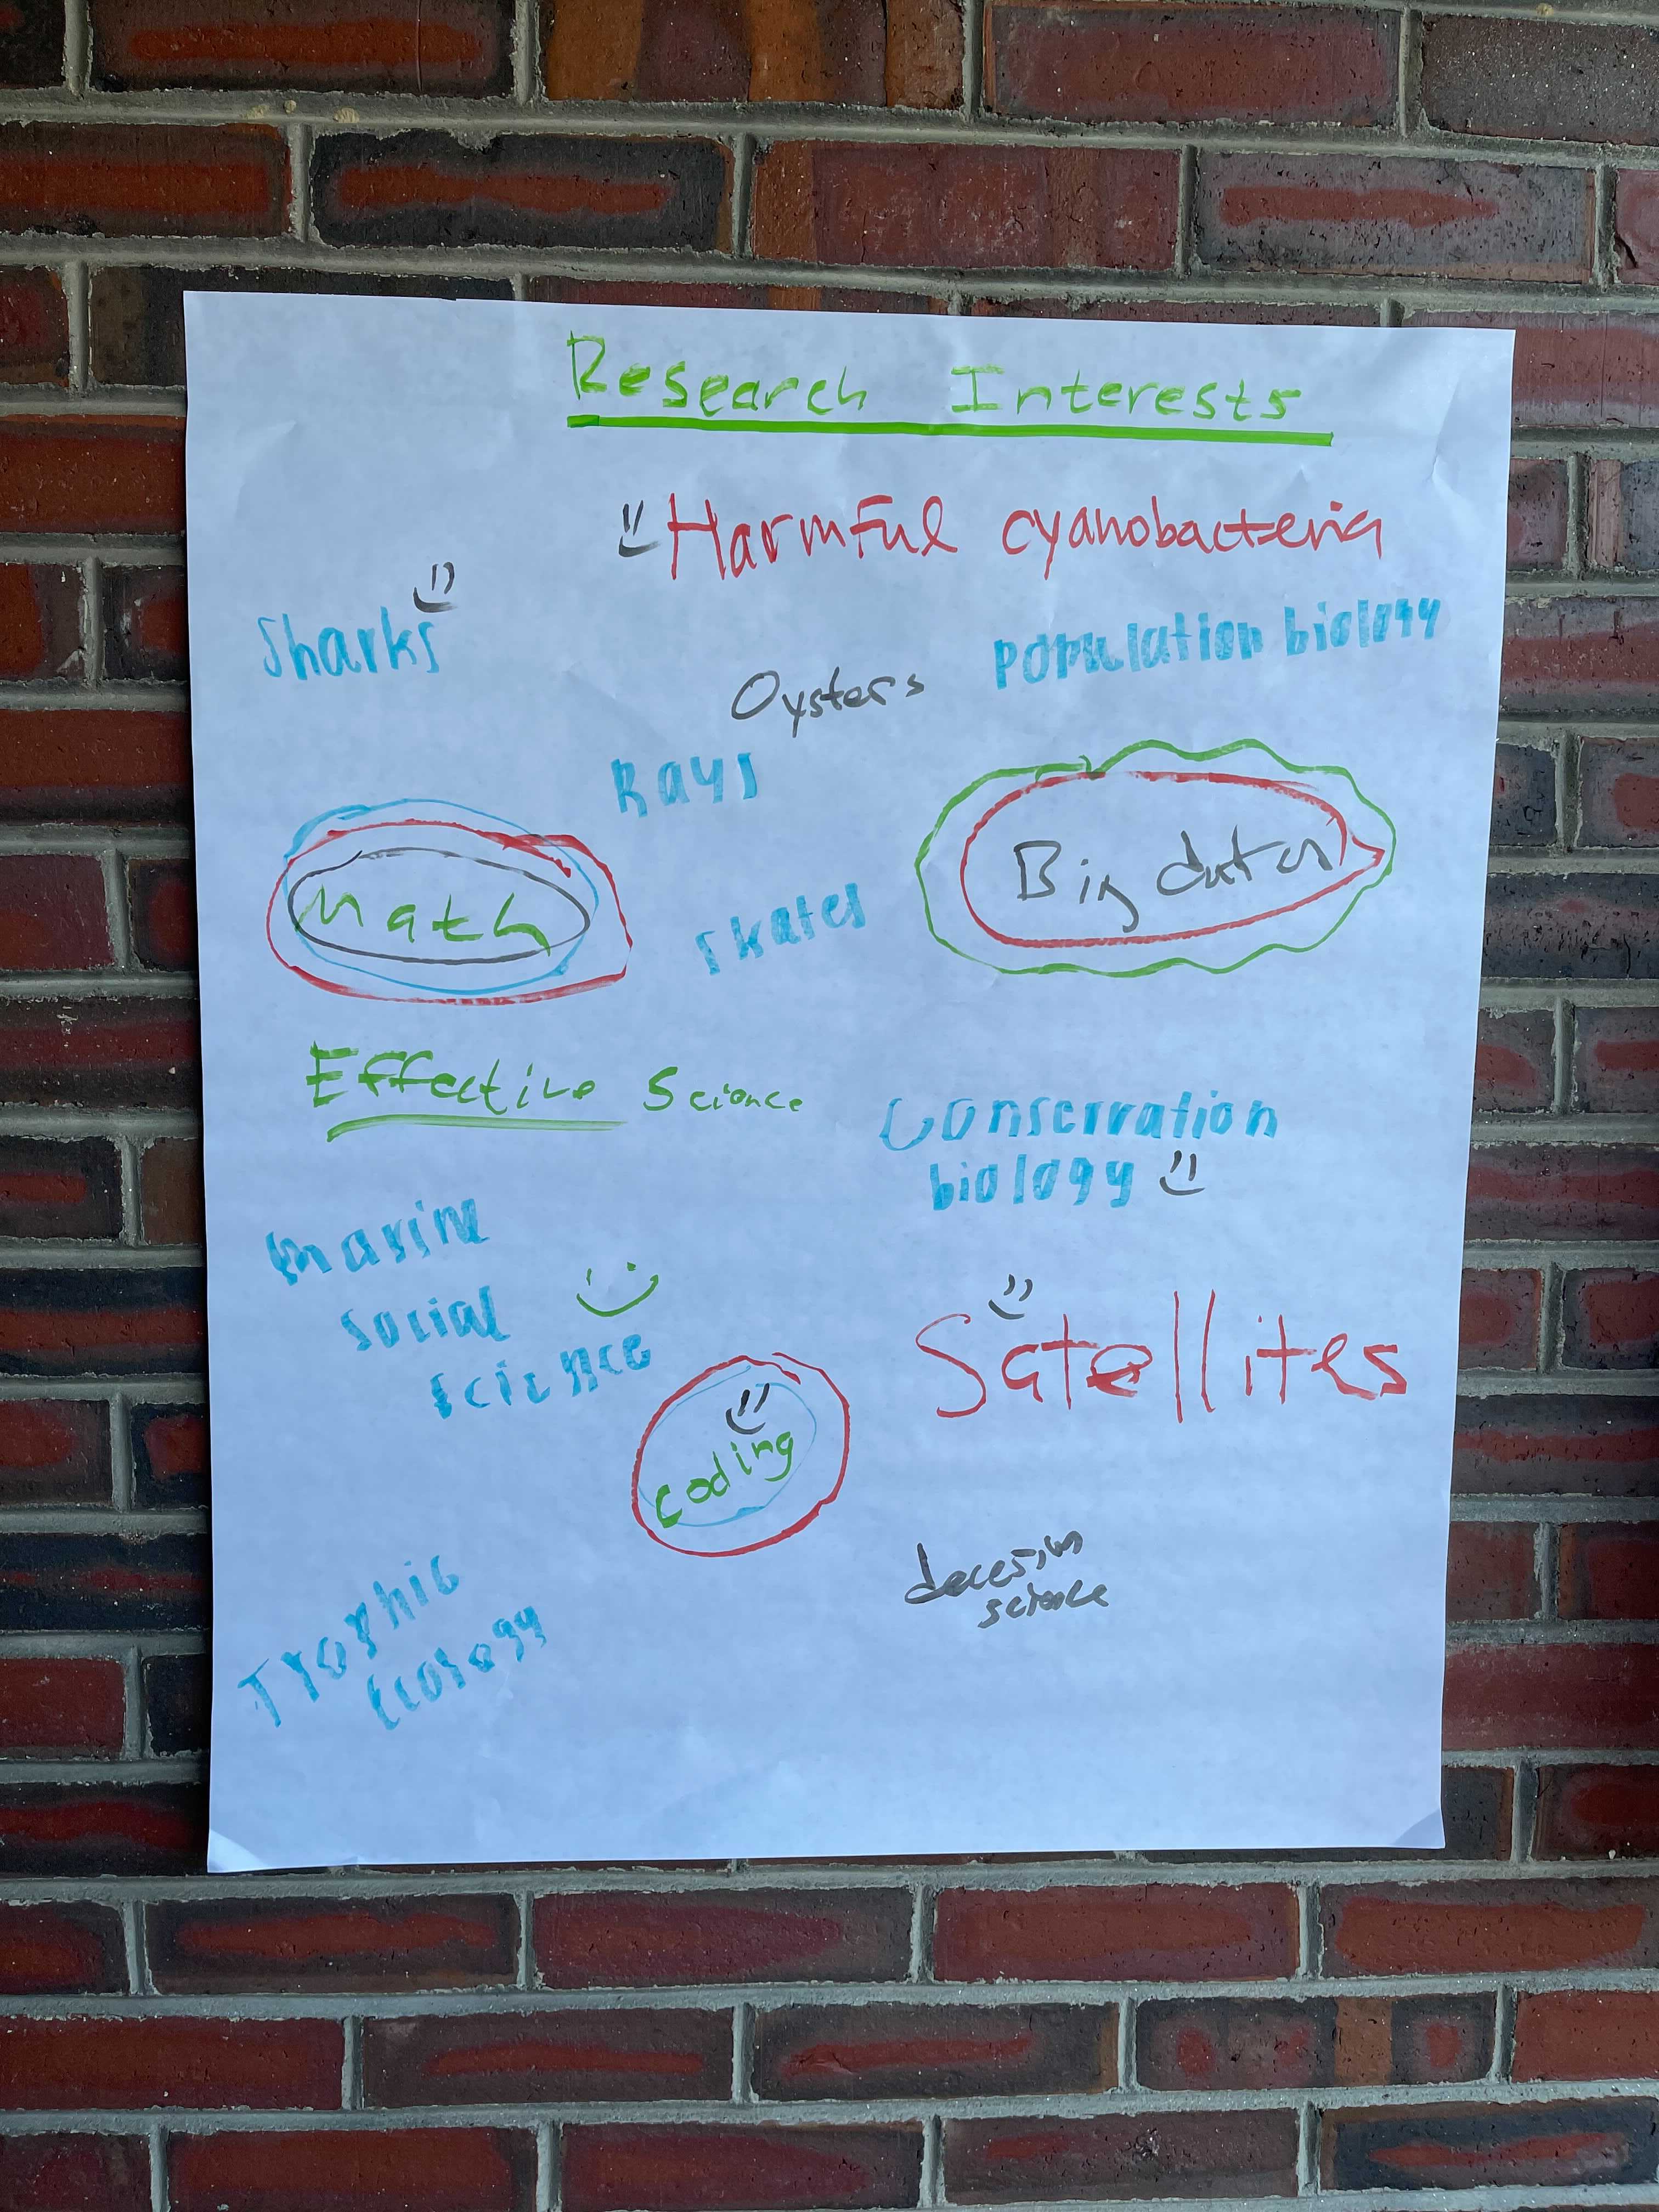 Research Interests
Harmful cyanobacteria
Sharks
Population biology
Oysters
Rays
Big data
Math
Skates
Effective Science
Conservation
biology
Marine
social
science
Satellites
coding
decesion
science
Trophic
Ecology